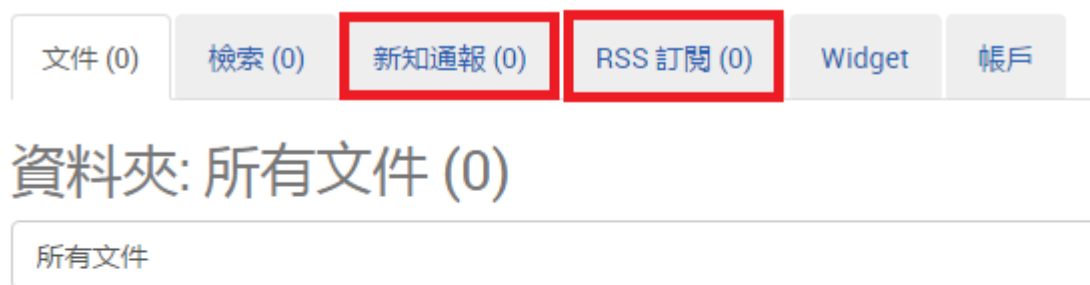 文件 (0) 檢索 (0) 新知通報 (0) RSS 訂閱 (0) Widget 帳戶
資料夾: 所有文件 (0)
所有文件